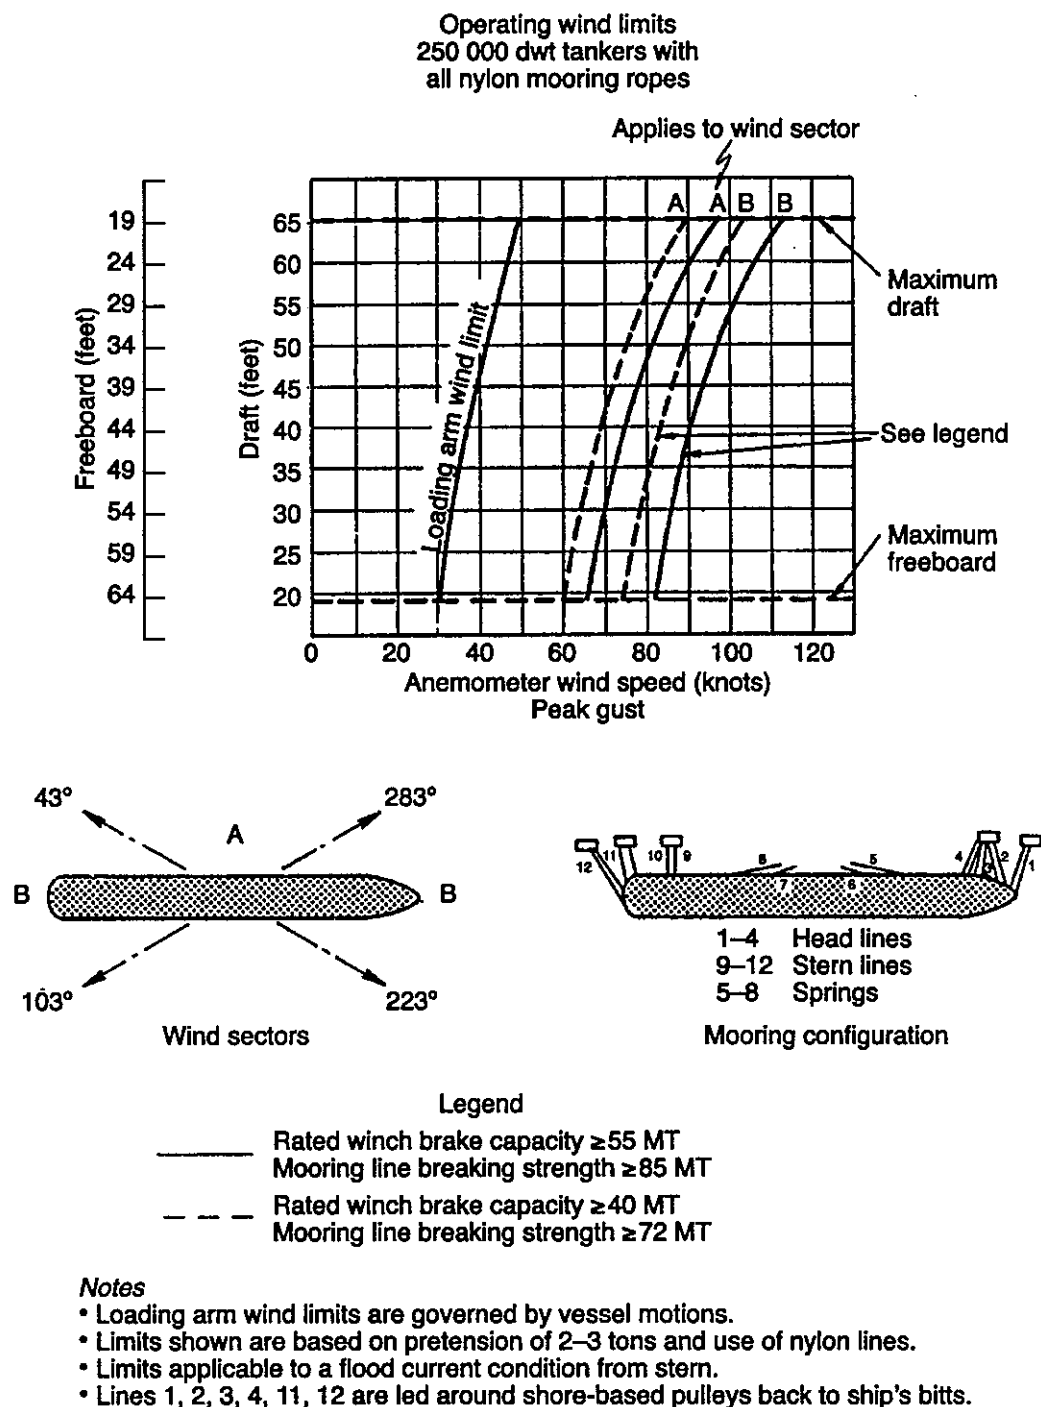 Operating wind limits
250 000 dwt tankers with
all nylon mooring ropes
Applies to wind sector
A A B B
19
24
29
34
39
44
49
54
59
64
Freeboard (feet)
65
60
55
50
45
40
35
30
25
20
Draft (feet)
Loading arm wind limit
Maximum
draft
See legend
Maximum
freeboard
0 20 40 60 80 100 120
Anemometer wind speed (knots)
Peak gust
43° 283°
A
B B
103° 223°
Wind sectors
12 11 10 9 8 7 6 5 4 3 2 1
1–4 Head lines
9–12 Stern lines
5–8 Springs
Mooring configuration
Legend
Rated winch brake capacity ≥55 MT
Mooring line breaking strength ≥85 MT
Rated winch brake capacity ≥40 MT
Mooring line breaking strength ≥72 MT
Notes
• Loading arm wind limits are governed by vessel motions.
• Limits shown are based on pretension of 2–3 tons and use of nylon lines.
• Limits applicable to a flood current condition from stern.
• Lines 1, 2, 3, 4, 11, 12 are led around shore-based pulleys back to ship's bitts.